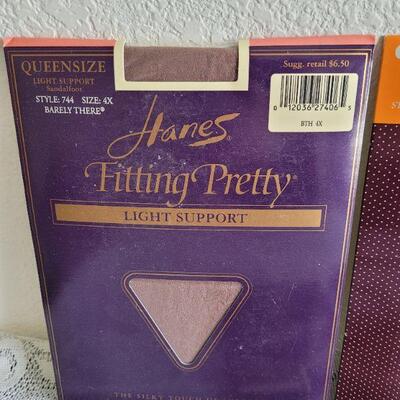 QUEENSIZE
LIGHT SUPPORT
Sandalfoot
STYLE: 744 SIZE: 4X
BARELY THERE®
Sugg. retail $6.50
0 12036 27406 3
BTH 4X
Hanes®
Fitting Pretty®
LIGHT SUPPORT
THE SILKY TOUCH